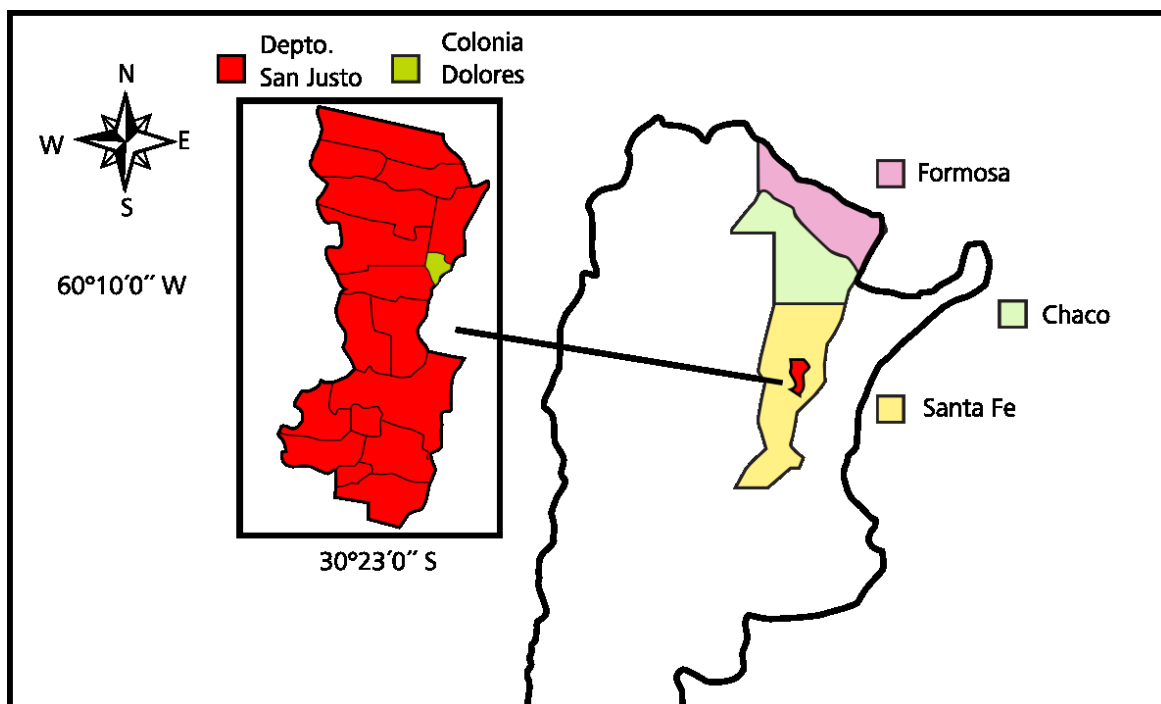 Depto.
San Justo
Colonia
Dolores
N
W
E
S
60°10´0´´ W
30°23´0´´ S
Formosa
Chaco
Santa Fe